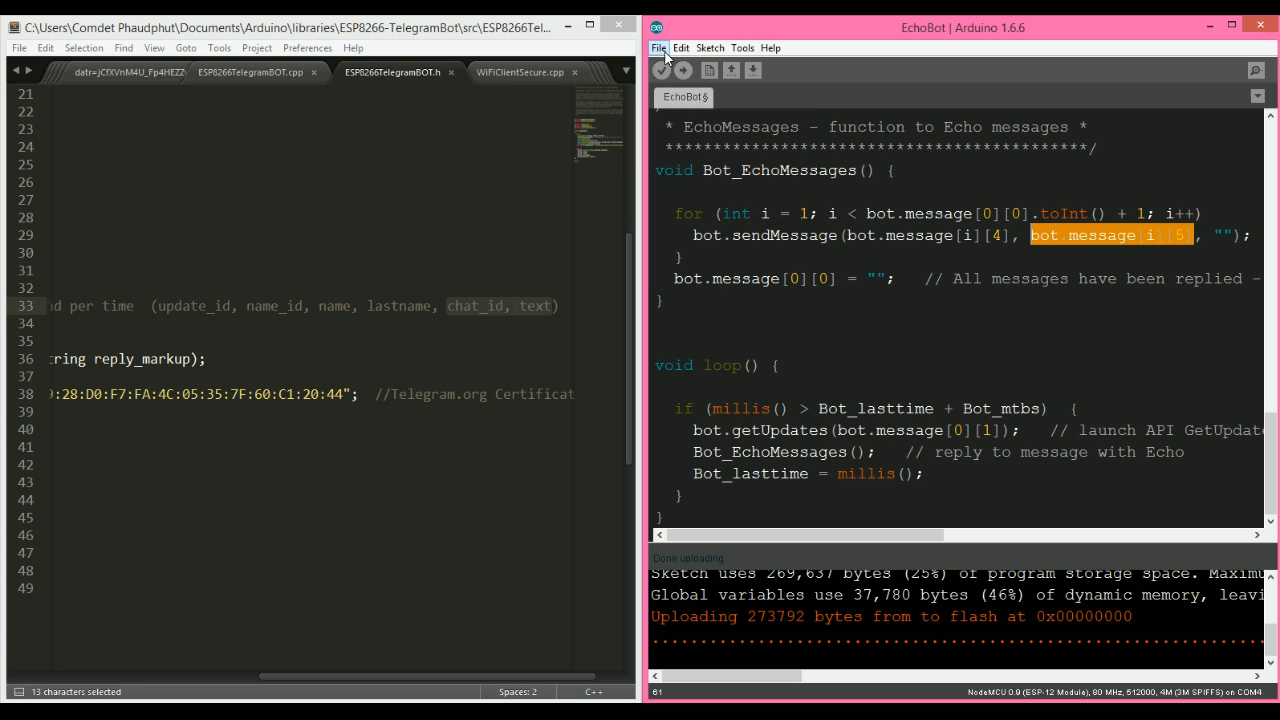 C:\Users\Comdet Phaudphut\Documents\Arduino\libraries\ESP8266-TelegramBot\src\ESP8266Tel...
File Edit Selection Find View Goto Tools Project Preferences Help
datr=jCfXVnM4U_Fp4HEZZ ESP8266TelegramBOT.cpp × ESP8266TelegramBOT.h × WiFiClientSecure.cpp ×
21
22
23
24
25
26
27
28
29
30
31
32
33 ad per time (update_id, name_id, name, lastname, chat_id, text)
34
35
36 tring reply_markup);
37
38 9:28:D0:F7:FA:4C:05:35:7F:60:C1:20:44"; //Telegram.org Certificat
39
40
41
42
43
44
45
46
47
48
49
13 characters selected Spaces: 2 C++
EchoBot | Arduino 1.6.6
File Edit Sketch Tools Help
EchoBot§
* EchoMessages - function to Echo messages *
********************************************/
void Bot_EchoMessages() {
for (int i = 1; i < bot.message[0][0].toInt() + 1; i++)
bot.sendMessage(bot.message[i][4], bot.message[i][5], "");
}
bot.message[0][0] = ""; // All messages have been replied -
}
void loop() {
if (millis() > Bot_lasttime + Bot_mtbs) {
bot.getUpdates(bot.message[0][1]); // launch API GetUpdate
Bot_EchoMessages(); // reply to message with Echo
Bot_lasttime = millis();
}
}
Done uploading.
Sketch uses 269,637 bytes (25%) of program storage space. Maximu
Global variables use 37,780 bytes (46%) of dynamic memory, leavi
Uploading 273792 bytes from to flash at 0x00000000
................................................................
61 NodeMCU 0.9 (ESP-12 Module), 80 MHz, 512000, 4M (3M SPIFFS) on COM4